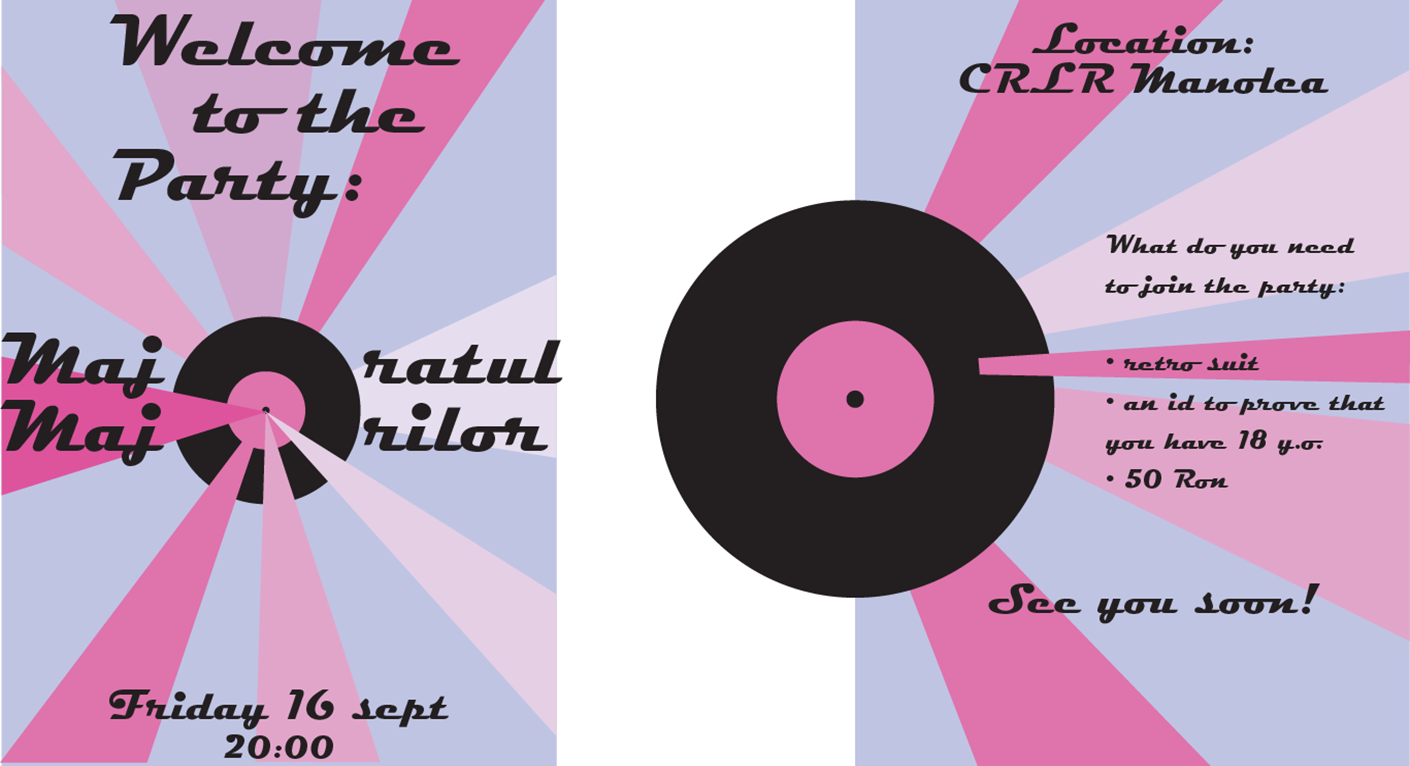 Welcome
to the
Party:
Maj ratul
Maj rilor
Friday 16 sept
20:00
Location:
CRLR Manolea
What do you need
to join the party:
• retro suit
• an id to prove that
you have 18 y.o.
• 50 Ron
See you soon!